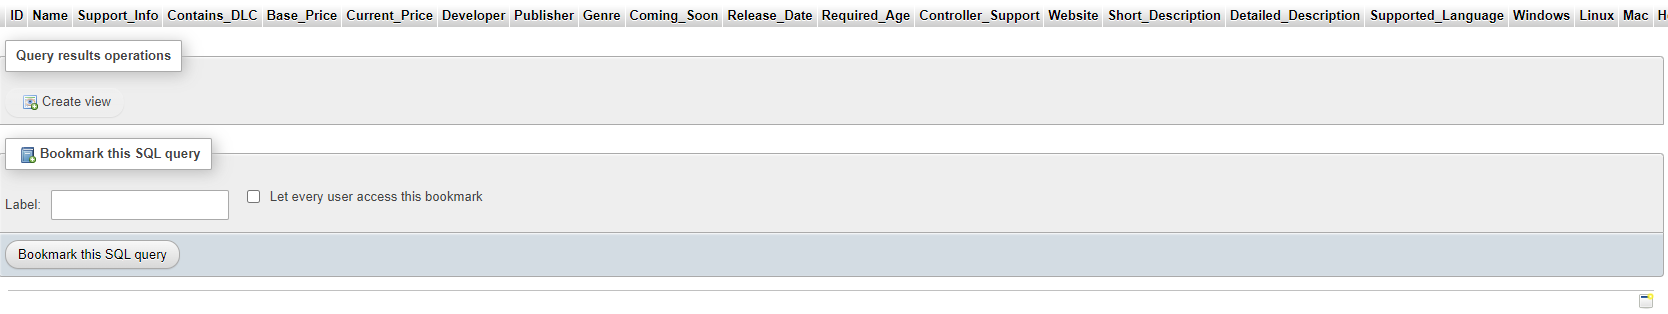 ID Name Support_Info Contains_DLC Base_Price Current_Price Developer Publisher Genre Coming_Soon Release_Date Required_Age Controller_Support Website Short_Description Detailed_Description Supported_Language Windows Linux Mac
Query results operations
Create view
Bookmark this SQL query
Label:
Let every user access this bookmark
Bookmark this SQL query